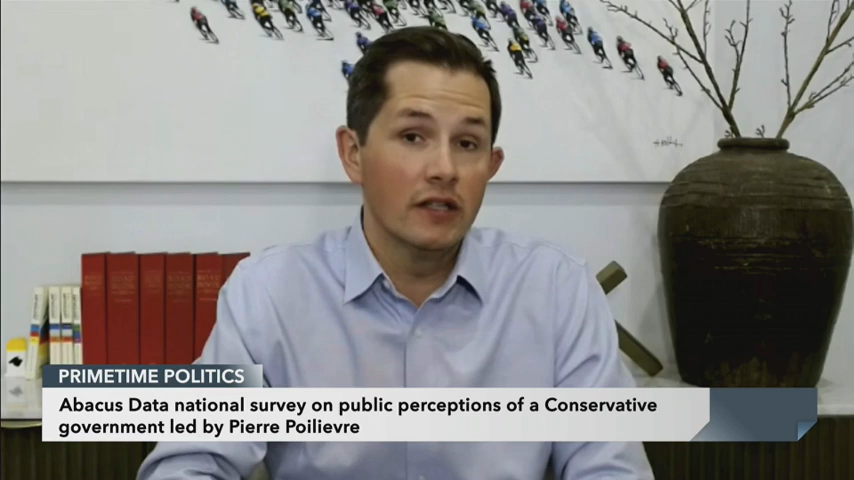 PRIMETIME POLITICS
Abacus Data national survey on public perceptions of a Conservative
government led by Pierre Poilievre